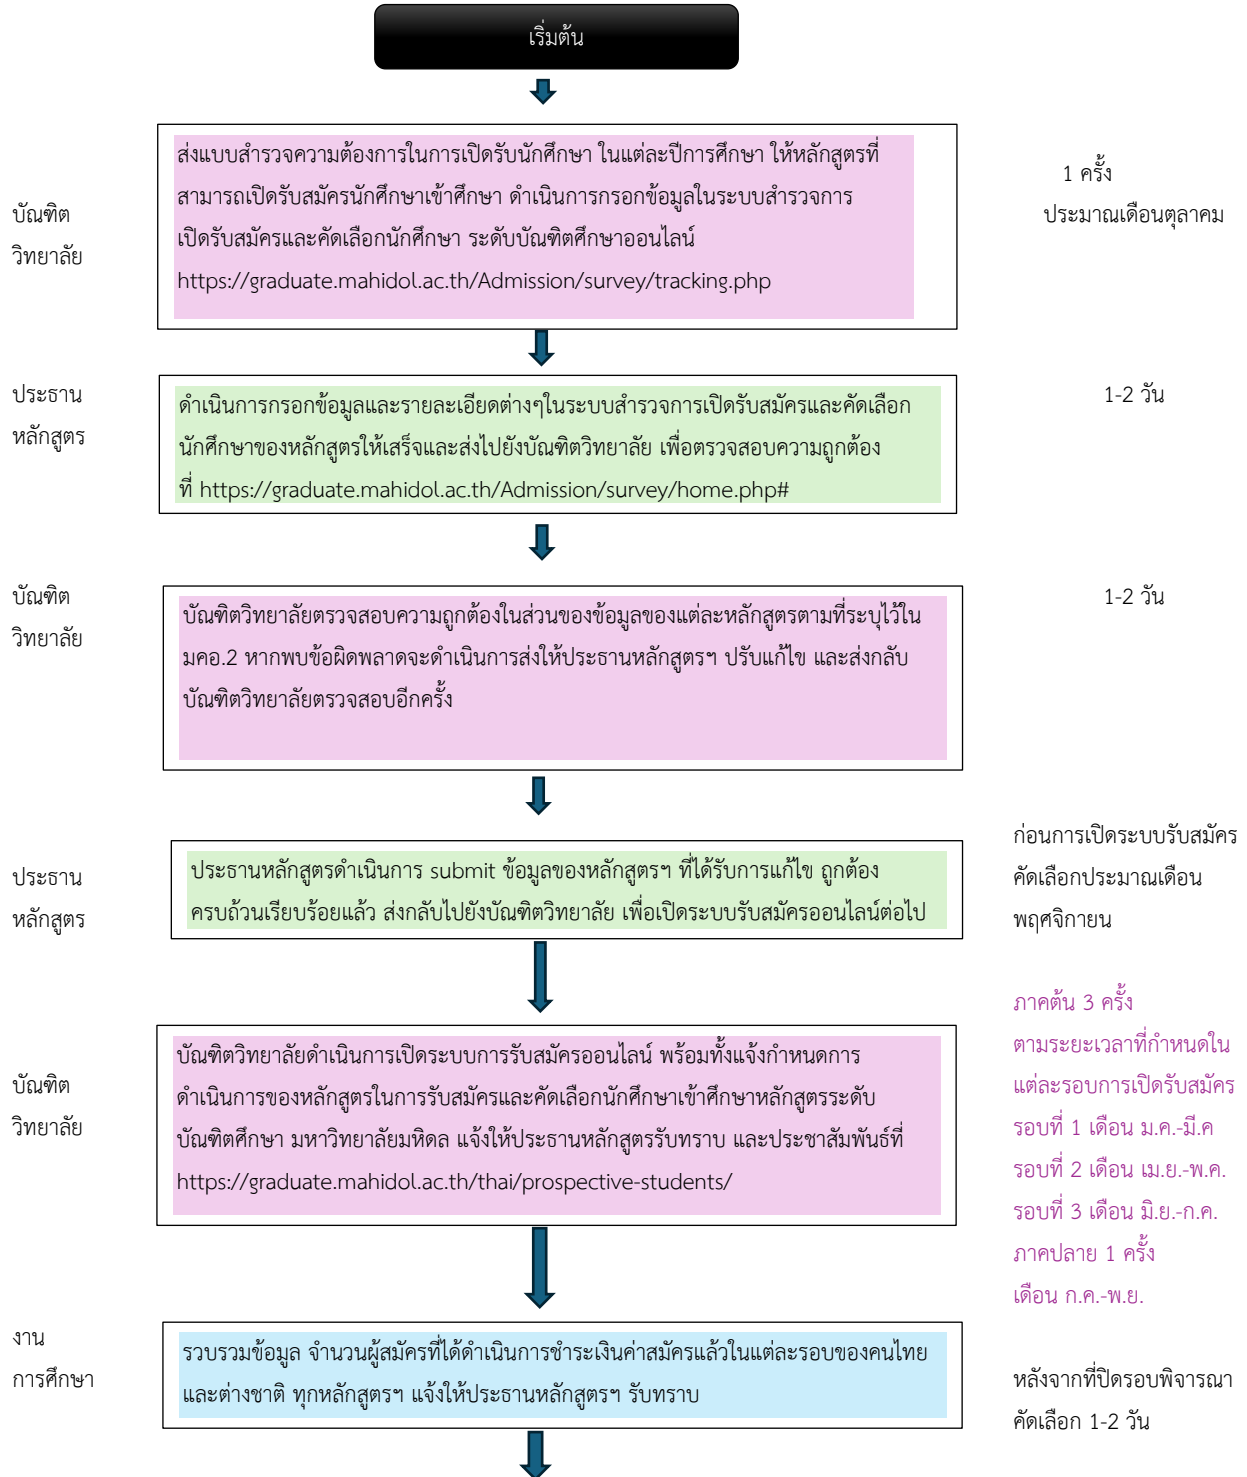 เริ่มต้น
บัณฑิต
วิทยาลัย
ส่งแบบสำรวจความต้องการในการเปิดรับนักศึกษา ในแต่ละปีการศึกษา ให้หลักสูตรที่
สามารถเปิดรับสมัครนักศึกษาเข้าศึกษา ดำเนินการกรอกข้อมูลในระบบสำรวจการ
เปิดรับสมัครและคัดเลือกนักศึกษา ระดับบัณฑิตศึกษาออนไลน์
https://graduate.mahidol.ac.th/Admission/survey/tracking.php
1 ครั้ง
ประมาณเดือนตุลาคม
ประธาน
หลักสูตร
ดำเนินการกรอกข้อมูลและรายละเอียดต่างๆในระบบสำรวจการเปิดรับสมัครและคัดเลือก
นักศึกษาของหลักสูตรให้เสร็จและส่งไปยังบัณฑิตวิทยาลัย เพื่อตรวจสอบความถูกต้อง
ที่ https://graduate.mahidol.ac.th/Admission/survey/home.php#
1-2 วัน
บัณฑิต
วิทยาลัย
บัณฑิตวิทยาลัยตรวจสอบความถูกต้องในส่วนของข้อมูลของแต่ละหลักสูตรตามที่ระบุไว้ใน
มคอ.2 หากพบข้อผิดพลาดจะดำเนินการส่งให้ประธานหลักสูตรฯ ปรับแก้ไข และส่งกลับ
บัณฑิตวิทยาลัยตรวจสอบอีกครั้ง
1-2 วัน
ประธาน
หลักสูตร
ประธานหลักสูตรดำเนินการ submit ข้อมูลของหลักสูตรฯ ที่ได้รับการแก้ไข ถูกต้อง
ครบถ้วนเรียบร้อยแล้ว ส่งกลับไปยังบัณฑิตวิทยาลัย เพื่อเปิดระบบรับสมัครออนไลน์ต่อไป
ก่อนการเปิดระบบรับสมัคร
คัดเลือกประมาณเดือน
พฤศจิกายน
บัณฑิต
วิทยาลัย
บัณฑิตวิทยาลัยดำเนินการเปิดระบบการรับสมัครออนไลน์ พร้อมทั้งแจ้งกำหนดการ
ดำเนินการของหลักสูตรในการรับสมัครและคัดเลือกนักศึกษาเข้าศึกษาหลักสูตรระดับ
บัณฑิตศึกษา มหาวิทยาลัยมหิดล แจ้งให้ประธานหลักสูตรรับทราบ และประชาสัมพันธ์ที่
https://graduate.mahidol.ac.th/thai/prospective-students/
ภาคต้น 3 ครั้ง
ตามระยะเวลาที่กำหนดใน
แต่ละรอบการเปิดรับสมัคร
รอบที่ 1 เดือน ม.ค.-มี.ค
รอบที่ 2 เดือน เม.ย.-พ.ค.
รอบที่ 3 เดือน มิ.ย.-ก.ค.
ภาคปลาย 1 ครั้ง
เดือน ก.ค.-พ.ย.
งาน
การศึกษา
รวบรวมข้อมูล จำนวนผู้สมัครที่ได้ดำเนินการชำระเงินค่าสมัครแล้วในแต่ละรอบของคนไทย
และต่างชาติ ทุกหลักสูตรฯ แจ้งให้ประธานหลักสูตรฯ รับทราบ
หลังจากที่ปิดรอบพิจารณา
คัดเลือก 1-2 วัน